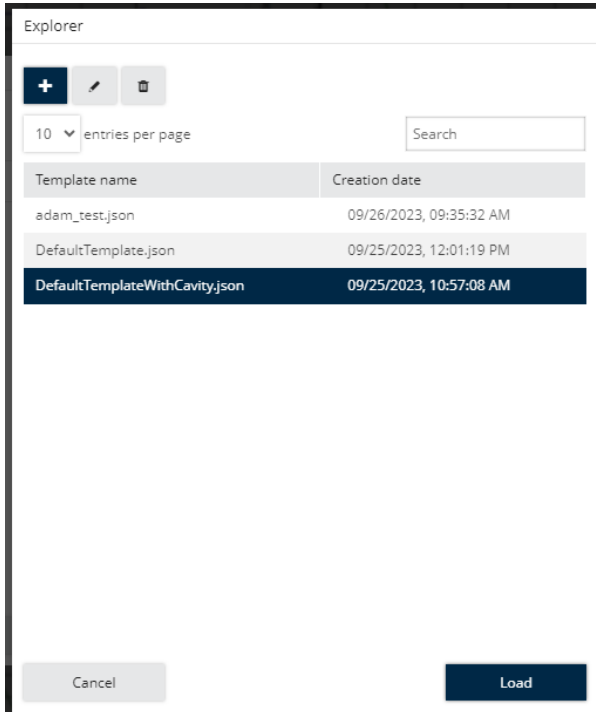 Explorer
10 entries per page Search
Template name Creation date
adam_test.json 09/26/2023, 09:35:32 AM
DefaultTemplate.json 09/25/2023, 12:01:19 PM
DefaultTemplateWithCavity.json 09/25/2023, 10:57:08 AM
Cancel Load